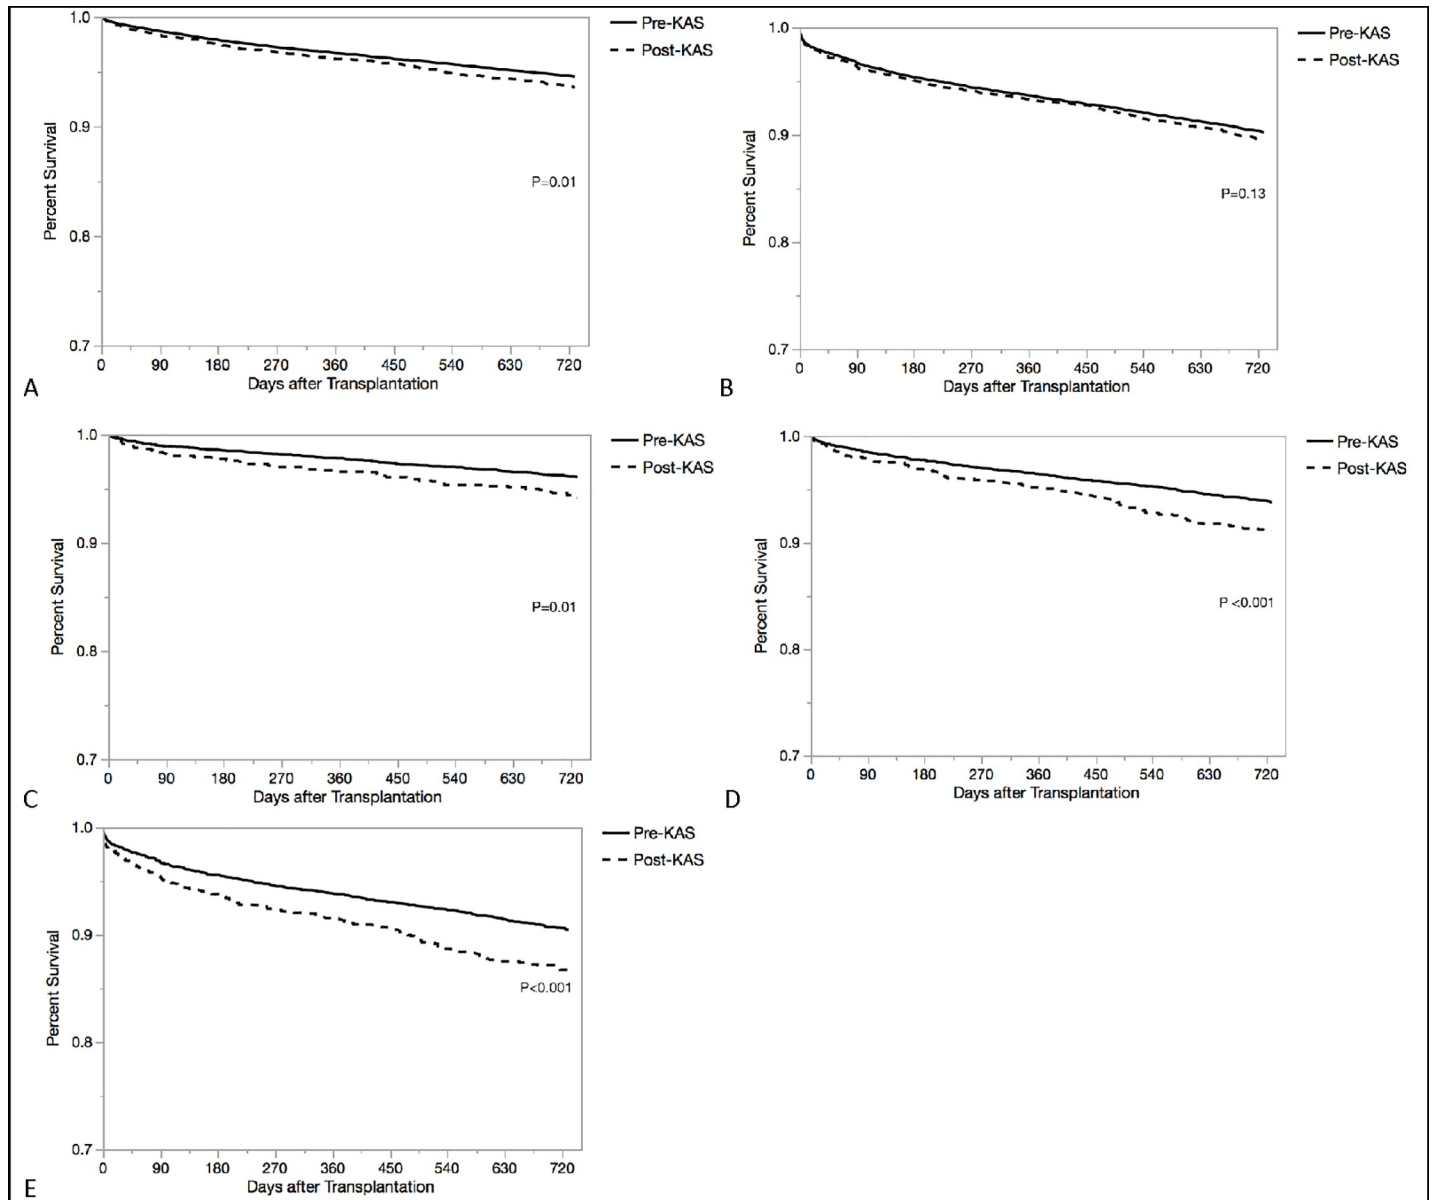 1.0
0.9
0.8
0.7
Percent Survival
Pre-KAS
Post-KAS
P=0.01
0 90 180 270 360 450 540 630 720
Days after Transplantation
A
1.0
0.9
0.8
0.7
Percent Survival
Pre-KAS
Post-KAS
P=0.13
0 90 180 270 360 450 540 630 720
Days after Transplantation
B
1.0
0.9
0.8
0.7
Percent Survival
Pre-KAS
Post-KAS
P=0.01
0 90 180 270 360 450 540 630 720
Days after Transplantation
C
1.0
0.9
0.8
0.7
Percent Survival
Pre-KAS
Post-KAS
P <0.001
0 90 180 270 360 450 540 630 720
Days after Transplantation
D
1.0
0.9
0.8
0.7
Percent Survival
Pre-KAS
Post-KAS
P<0.001
0 90 180 270 360 450 540 630 720
Days after Transplantation
E